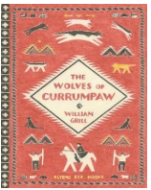 THE
WOLVES OF
CURRUMPAW
WILLIAM
GRILL
FLYING EYE BOOKS